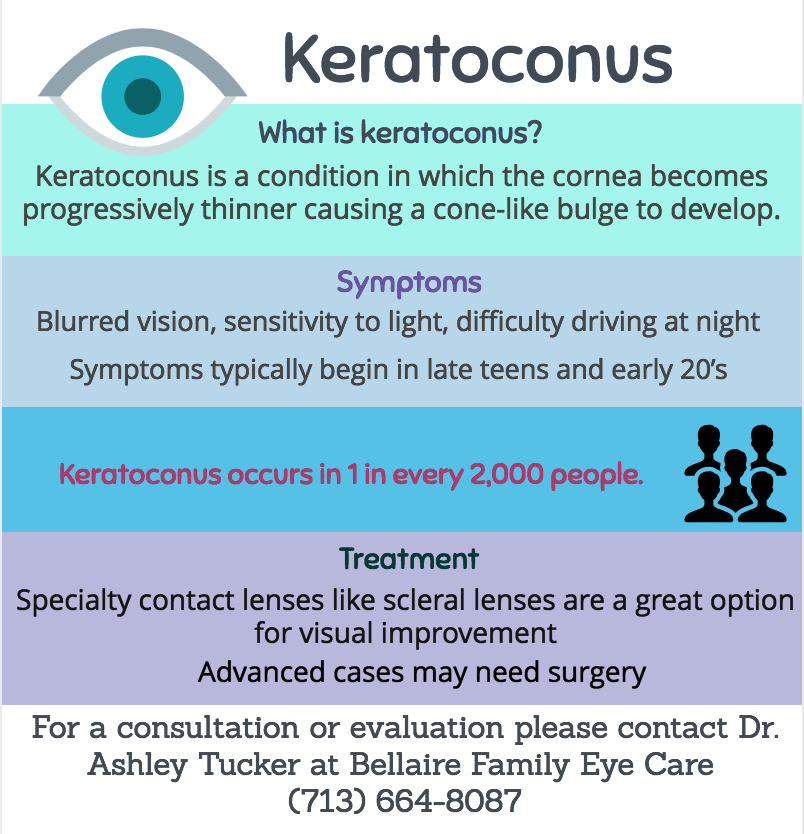 Keratoconus
What is keratoconus?
Keratoconus is a condition in which the cornea becomes
progressively thinner causing a cone-like bulge to develop.
Symptoms
Blurred vision, sensitivity to light, difficulty driving at night
Symptoms typically begin in late teens and early 20’s
Keratoconus occurs in 1 in every 2,000 people.
Treatment
Specialty contact lenses like scleral lenses are a great option
for visual improvement
Advanced cases may need surgery
For a consultation or evaluation please contact Dr.
Ashley Tucker at Bellaire Family Eye Care
(713) 664-8087